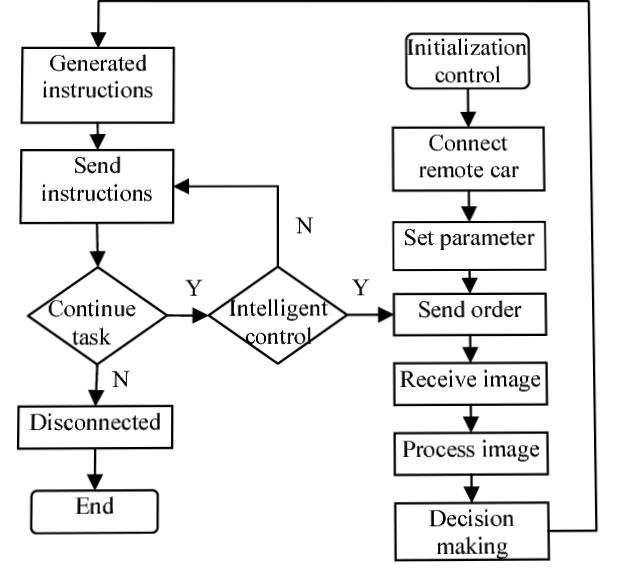 Generated
instructions
Send
instructions
N
Y
Continue
task
N
Disconnected
End
Intelligent
control
Y
Initialization
control
Connect
remote car
Set parameter
Send order
Receive image
Process image
Decision
making